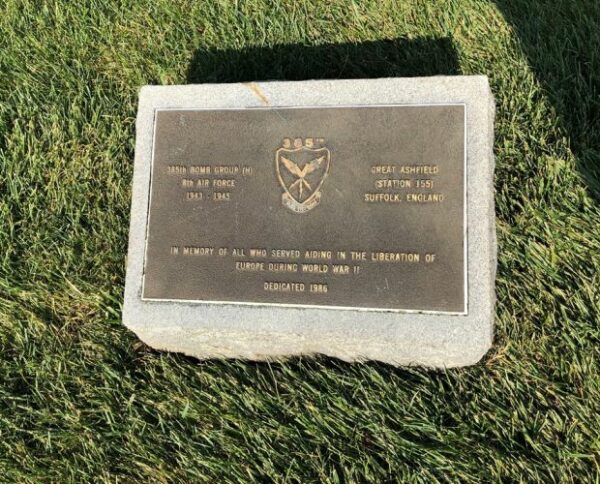 385TH
385th BOMB GROUP (H)
8th AIR FORCE
1943 - 1945
GREAT ASHFIELD
(STATION 155)
SUFFOLK, ENGLAND
IN MEMORY OF ALL WHO SERVED AIDING IN THE LIBERATION OF
EUROPE DURING WORLD WAR II
DEDICATED 1986